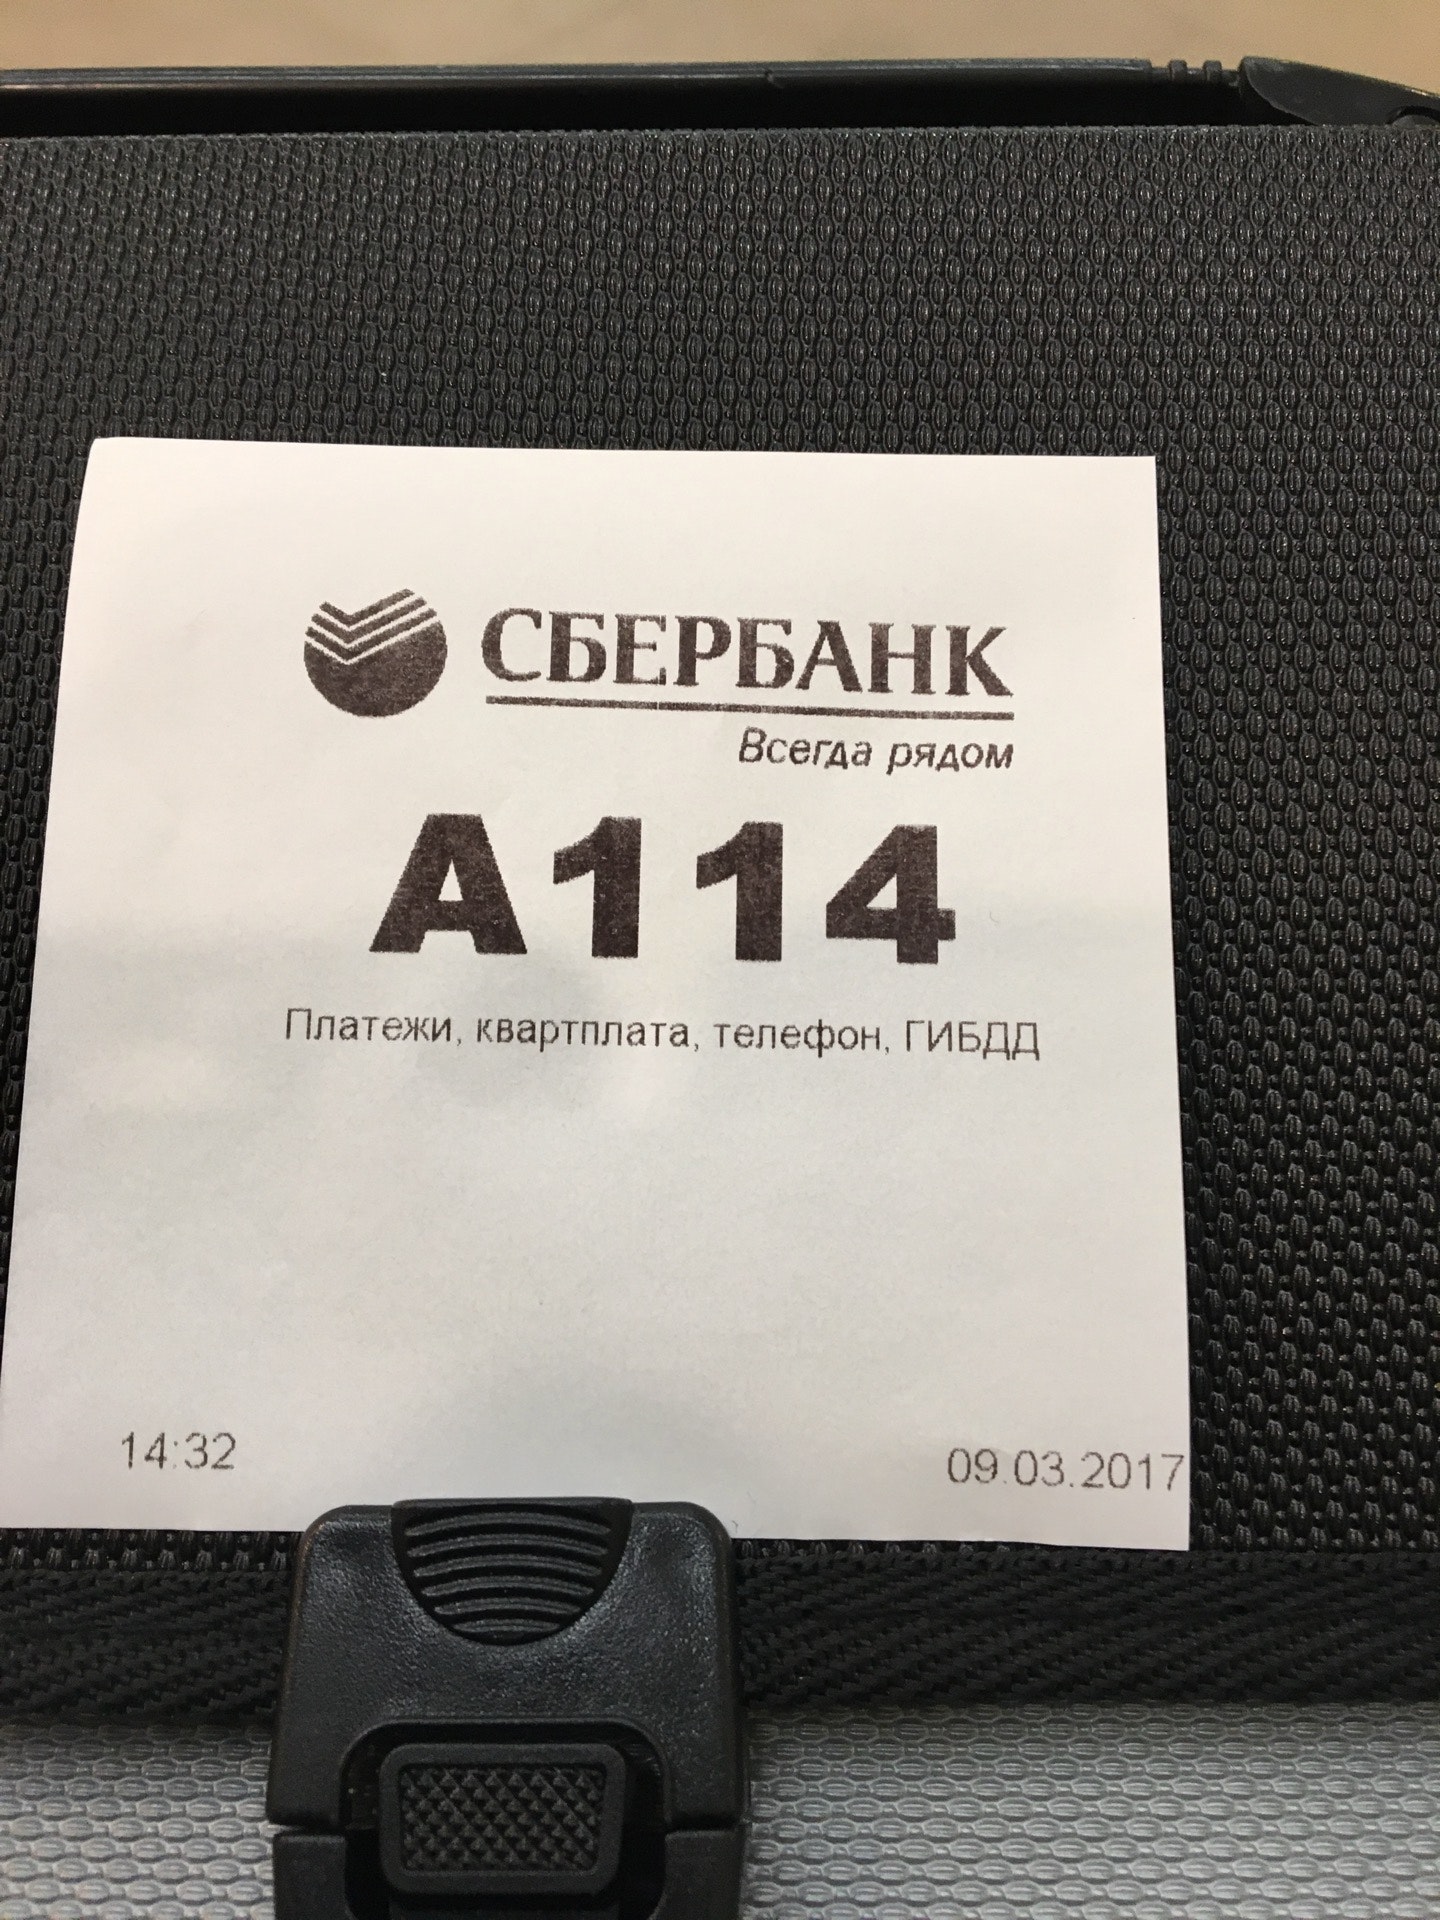 СБЕРБАНК
Всегда рядом
А114
Платежи, квартплата, телефон, ГИБДД
14:32 09.03.2017